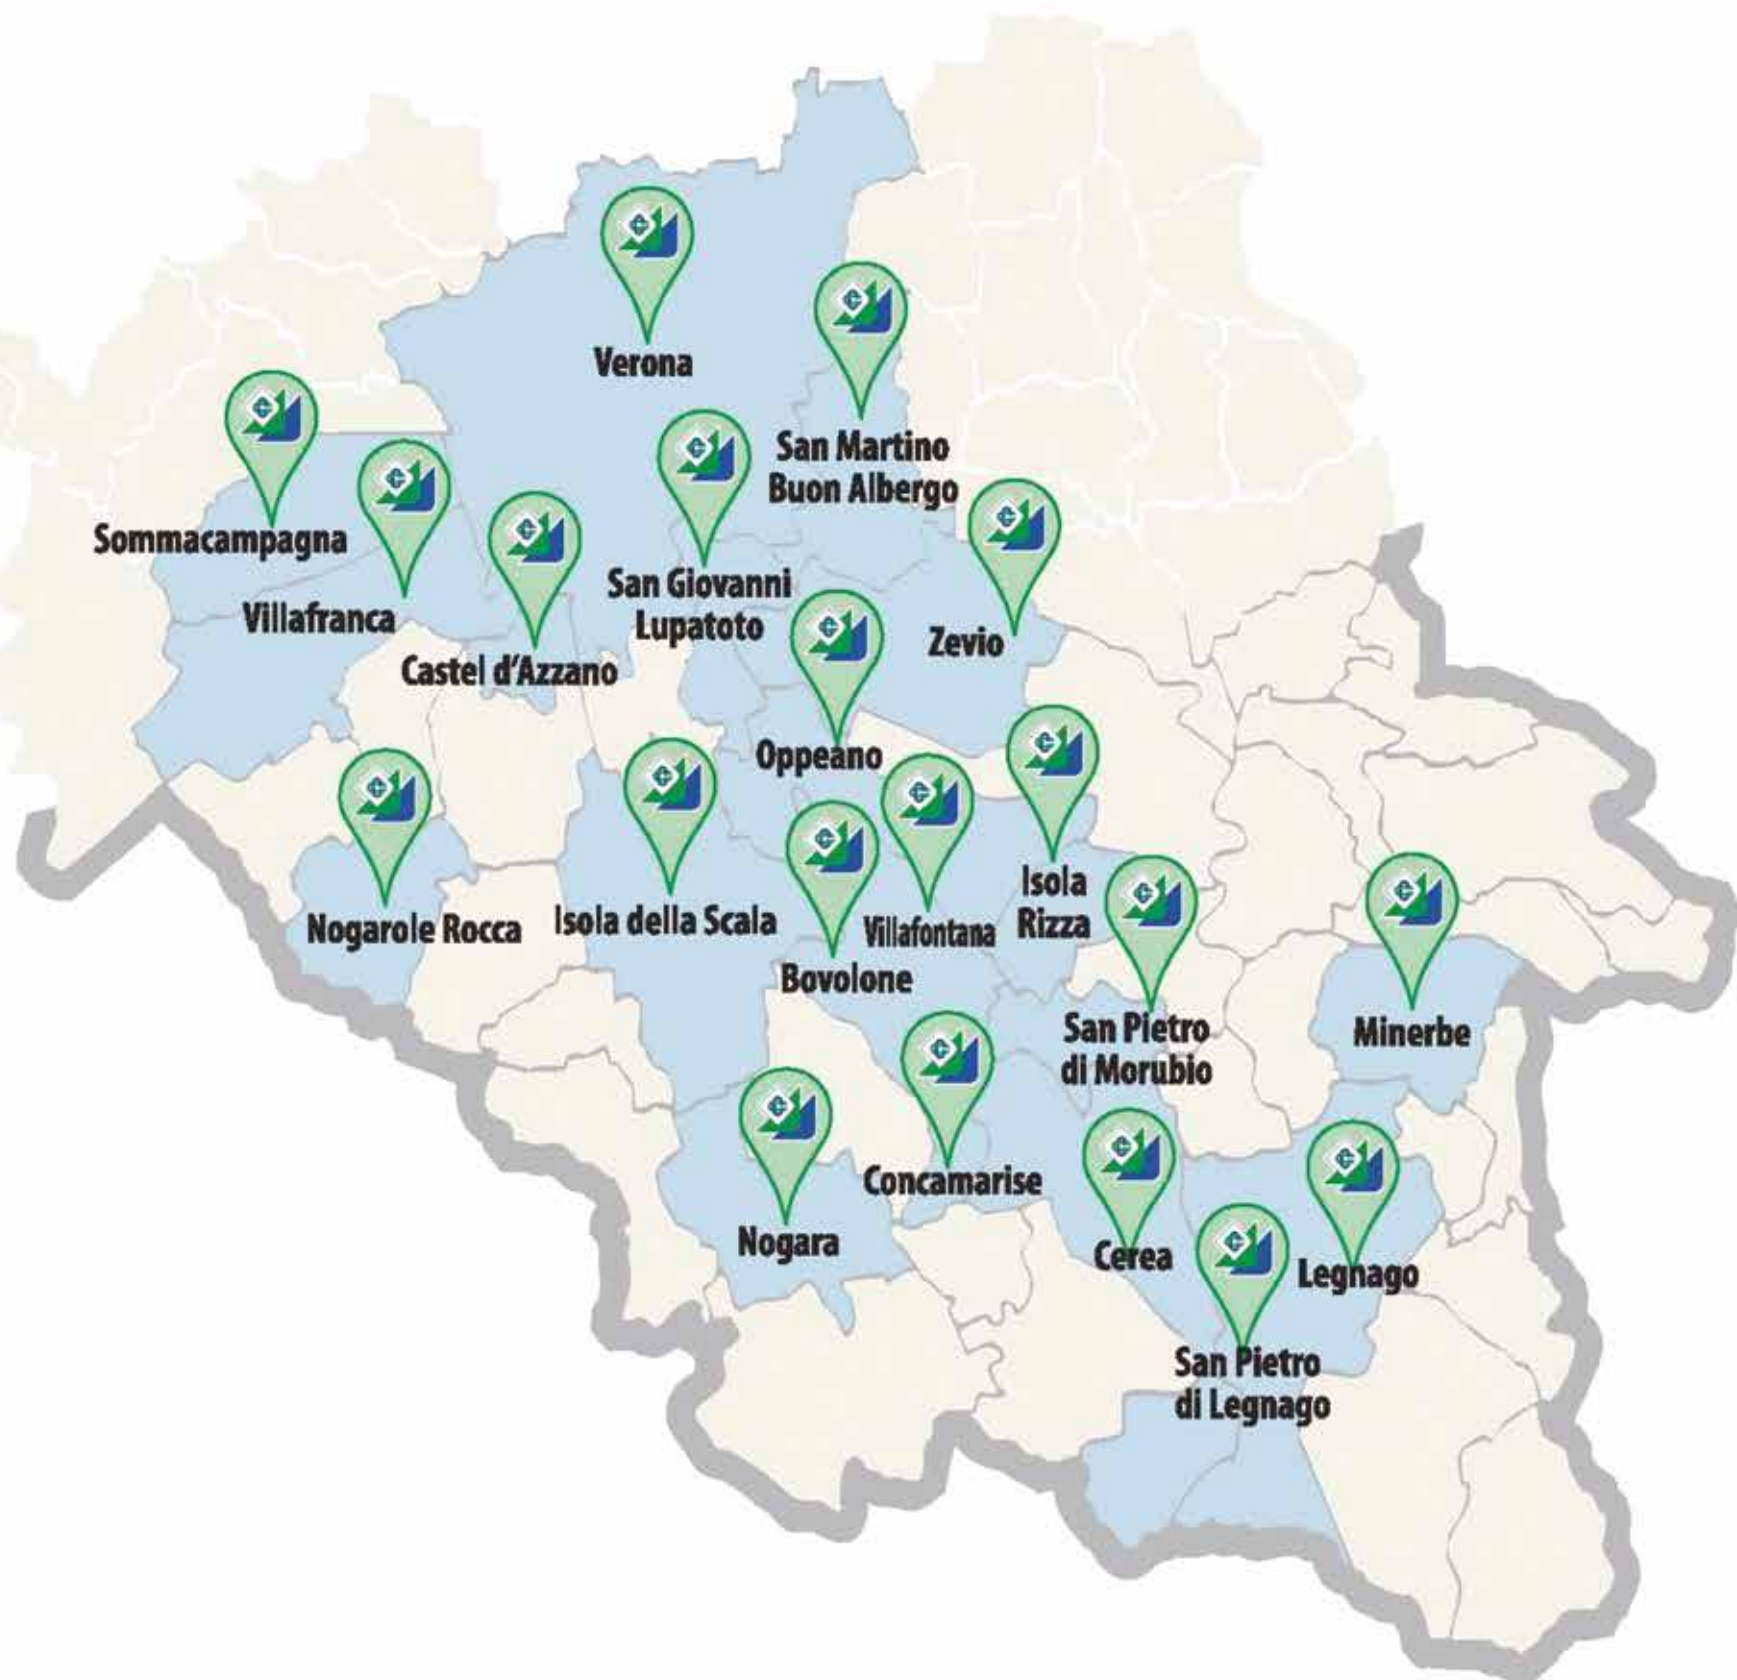 Verona
San Martino
Buon Albergo
Sommacampagna
San Giovanni
Lupatoto
Villafranca
Zevio
Castel d'Azzano
Oppeano
Isola
Rizza
Nogarole Rocca
Isola della Scala
Villafontana
Bovolone
San Pietro
di Morubio
Minerbe
Concamarise
Nogara
Cerea
Legnago
San Pietro
di Legnago